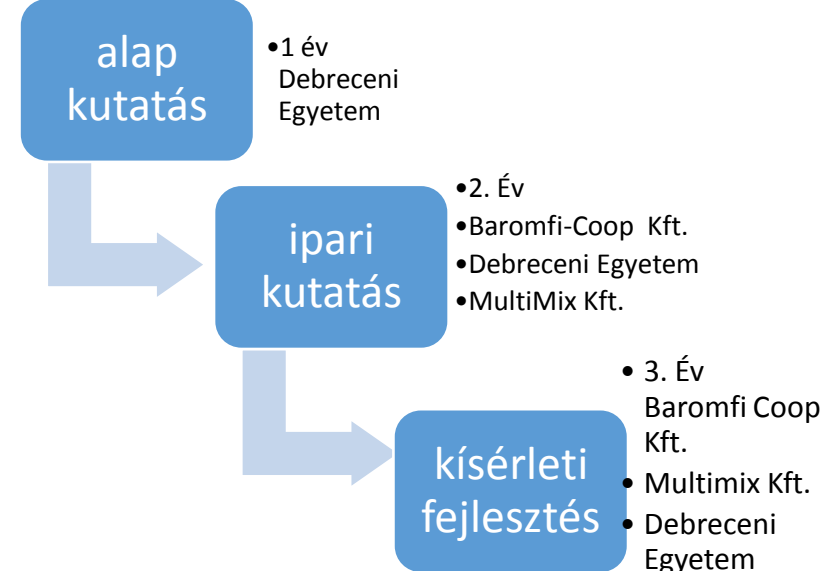 alap
kutatás
•1 év
Debreceni
Egyetem
ipari
kutatás
•2. Év
•Baromfi-Coop Kft.
•Debreceni Egyetem
•MultiMix Kft.
kísérleti
fejlesztés
• 3. Év
Baromfi Coop
Kft.
• Multimix Kft.
• Debreceni
Egyetem